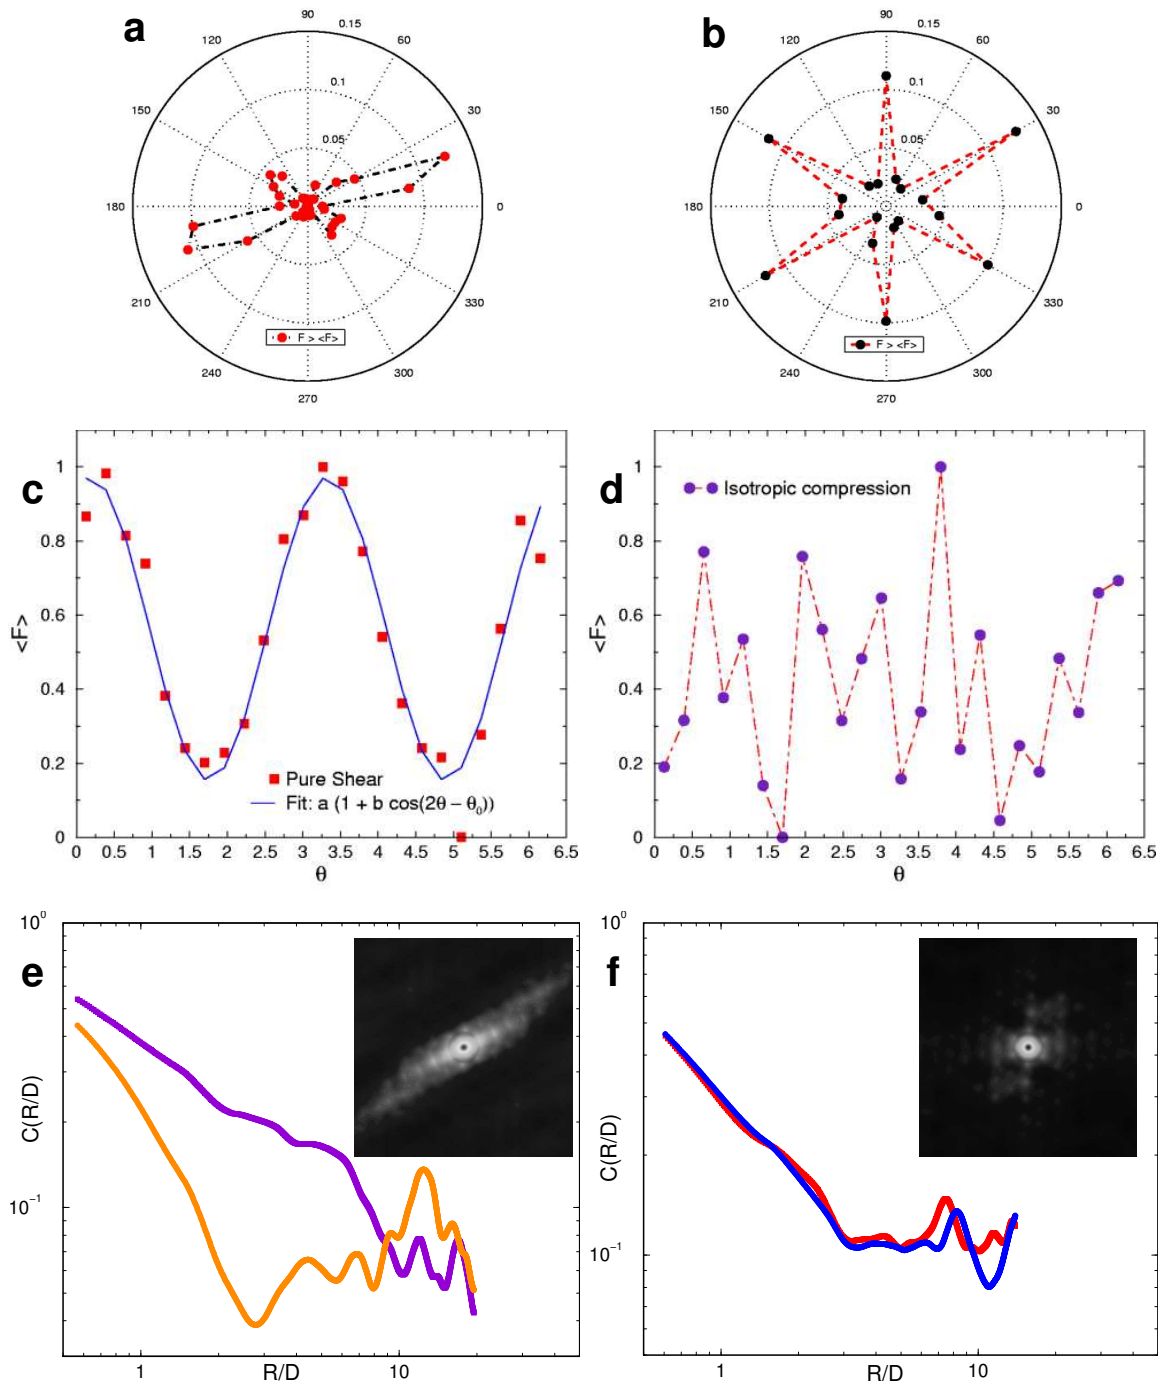 a
90
0.15
120
60
0.1
150
30
0.05
180
0
210
330
F > <F>
240
300
270
b
90
0.15
120
60
0.1
150
30
0.05
180
0
210
330
F > <F>
240
300
270
c
1
0.8
0.6
0.4
0.2
0
<F>
Pure Shear
Fit: a (1 + b cos(2θ − θ₀))
0 0.5 1 1.5 2 2.5 3 3.5 4 4.5 5 5.5 6 6.5
θ
d
1
0.8
0.6
0.4
0.2
0
<F>
Isotropic compression
0 0.5 1 1.5 2 2.5 3 3.5 4 4.5 5 5.5 6 6.5
θ
e
10⁰
10⁻¹
C(R/D)
1 10
R/D
f
10⁰
10⁻¹
C(R/D)
1 10
R/D